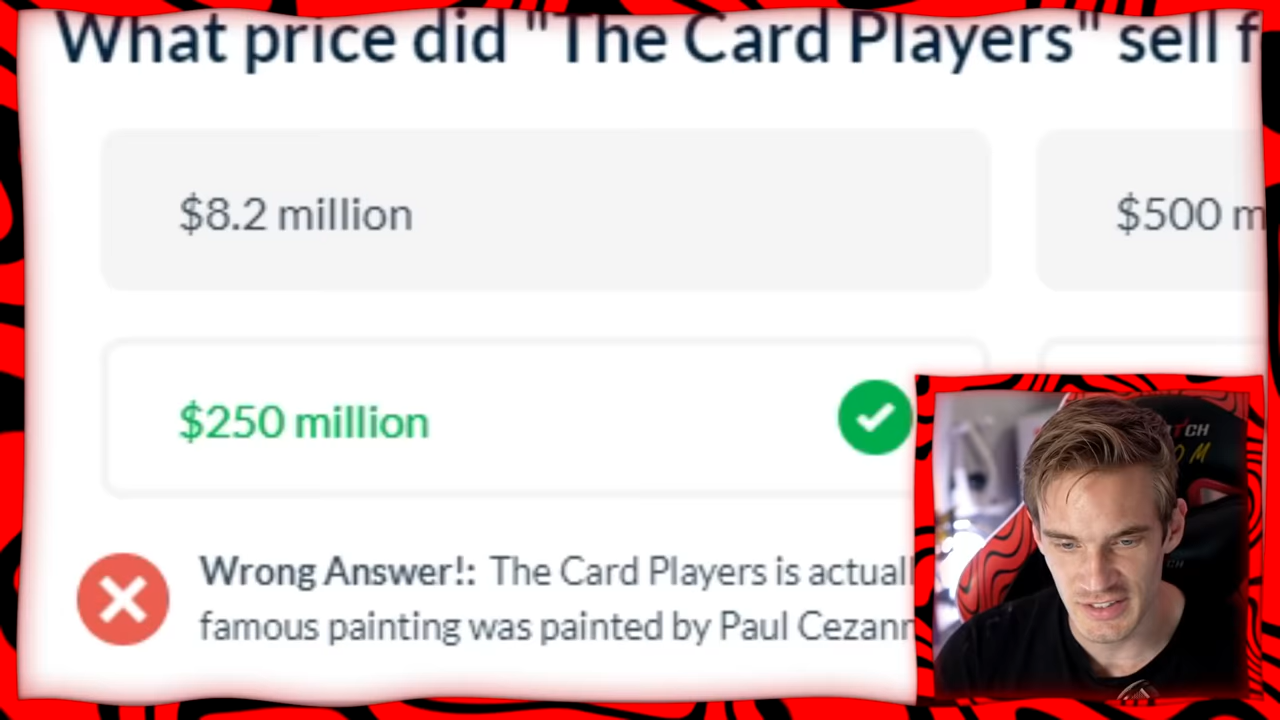 What price did "The Card Players" sell f
$8.2 million
$500 m
$250 million
Wrong Answer!: The Card Players is actuall
famous painting was painted by Paul Cezann